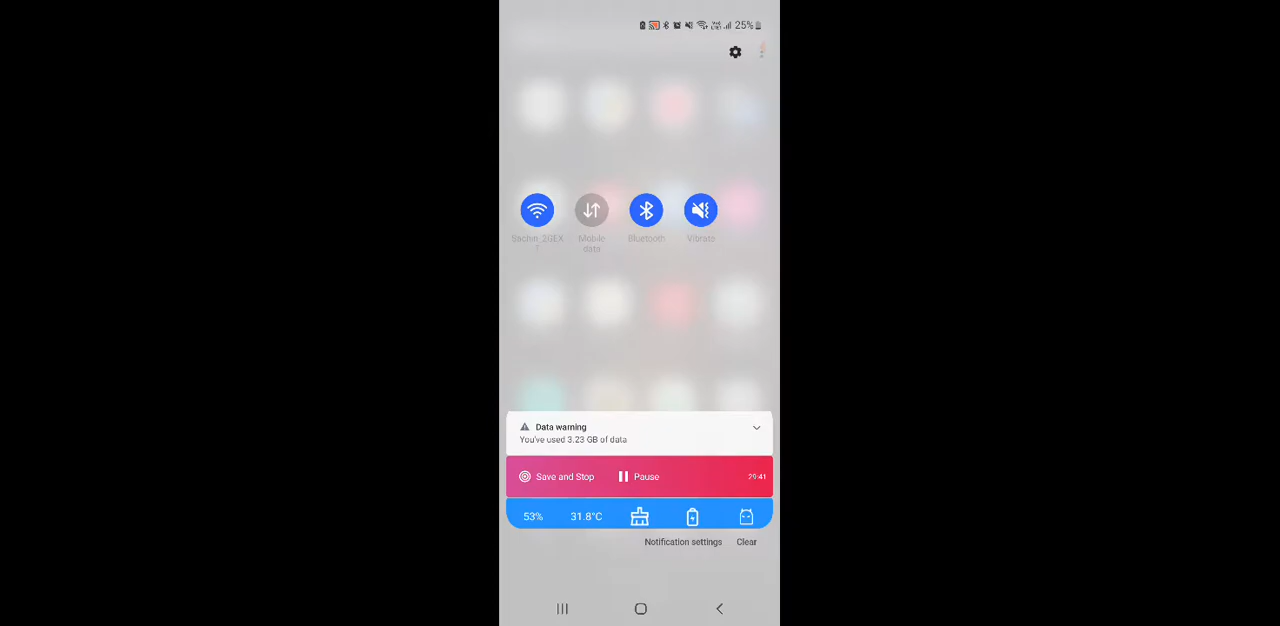 25%
Sachin_2GEX
T
Mobile
data
Bluetooth
Vibrate
Data warning
You've used 3.23 GB of data
Save and Stop
Pause
29:41
53%
31.8°C
Notification settings
Clear